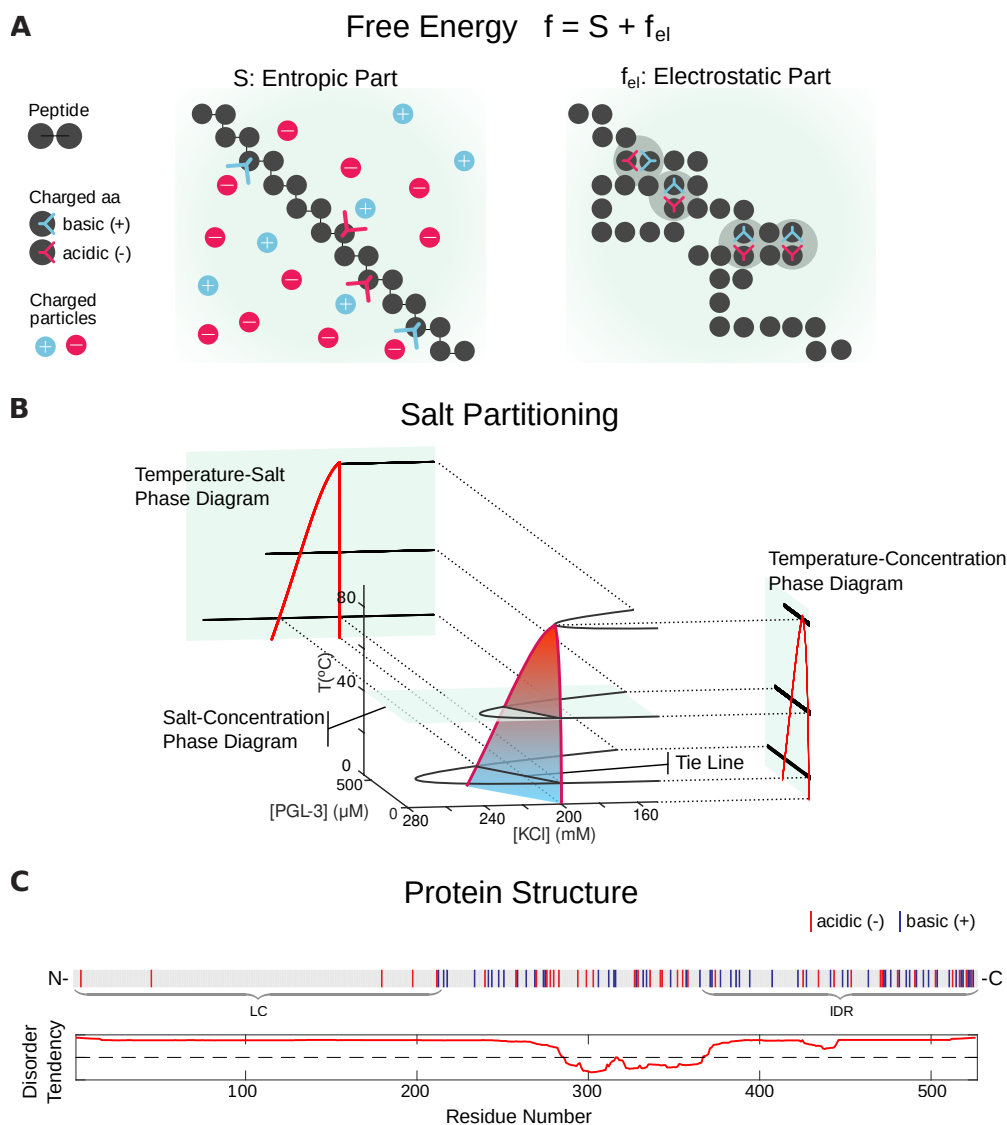 A
Free Energy f = S + fel
S: Entropic Part
fel: Electrostatic Part
Peptide
Charged aa
basic (+)
acidic (-)
Charged
particles
+ −
B
Salt Partitioning
Temperature-Salt
Phase Diagram
Temperature-Concentration
Phase Diagram
80
T(ºC)
40
Salt-Concentration
Phase Diagram
Tie Line
0
500
[PGL-3] (µM)
0
280
240
200
160
[KCl] (mM)
C
Protein Structure
acidic (-)
basic (+)
N-
-C
LC
IDR
Disorder
Tendency
100
200
300
400
500
Residue Number